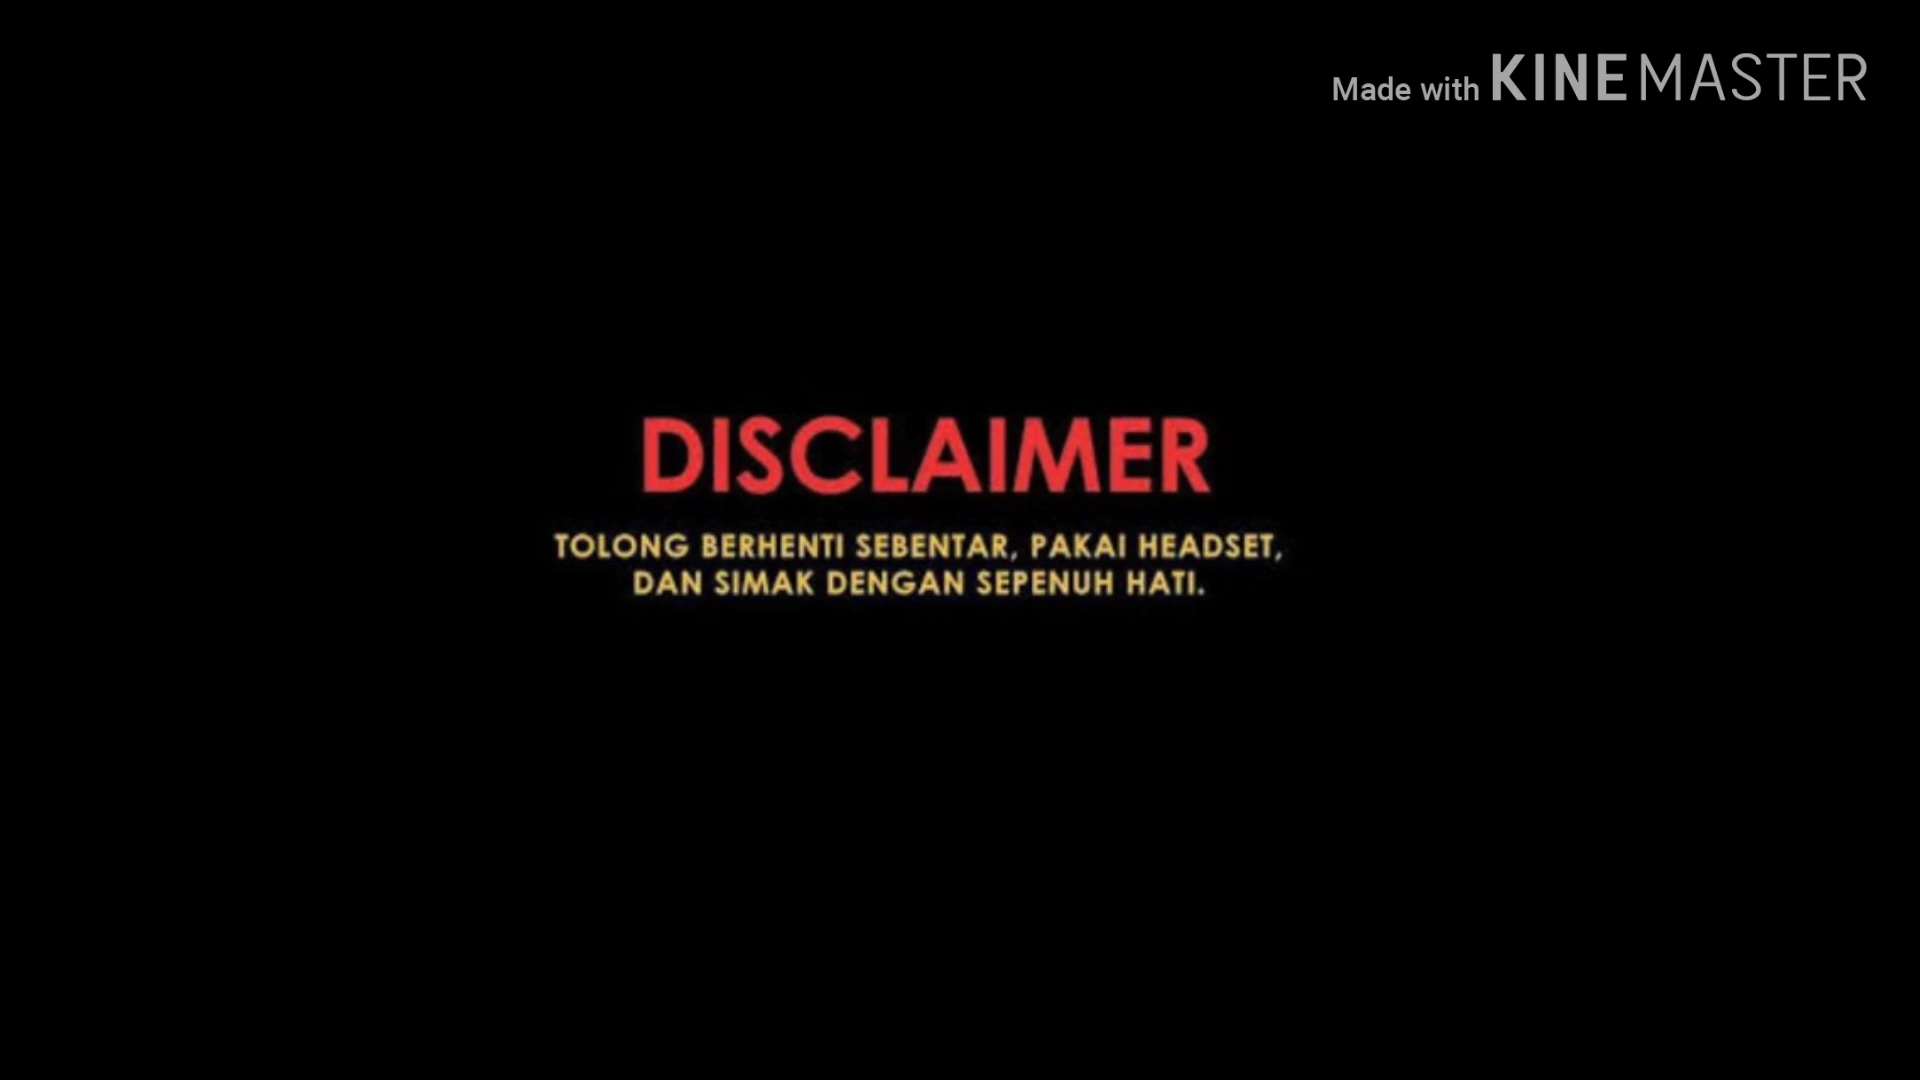 Made with KINEMASTER
DISCLAIMER
TOLONG BERHENTI SEBENTAR, PAKAI HEADSET,
DAN SIMAK DENGAN SEPENUH HATI.